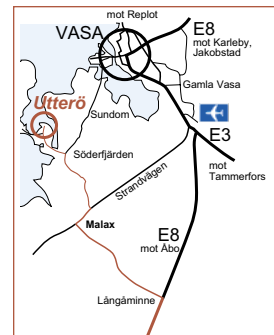 mot Replot
VASA
E8
mot Karleby,
Jakobstad
Gamla Vasa
Utterö
Sundom
E3
Söderfjärden
mot
Tammerfors
Strandvägen
Malax
E8
mot Åbo
Långåminne